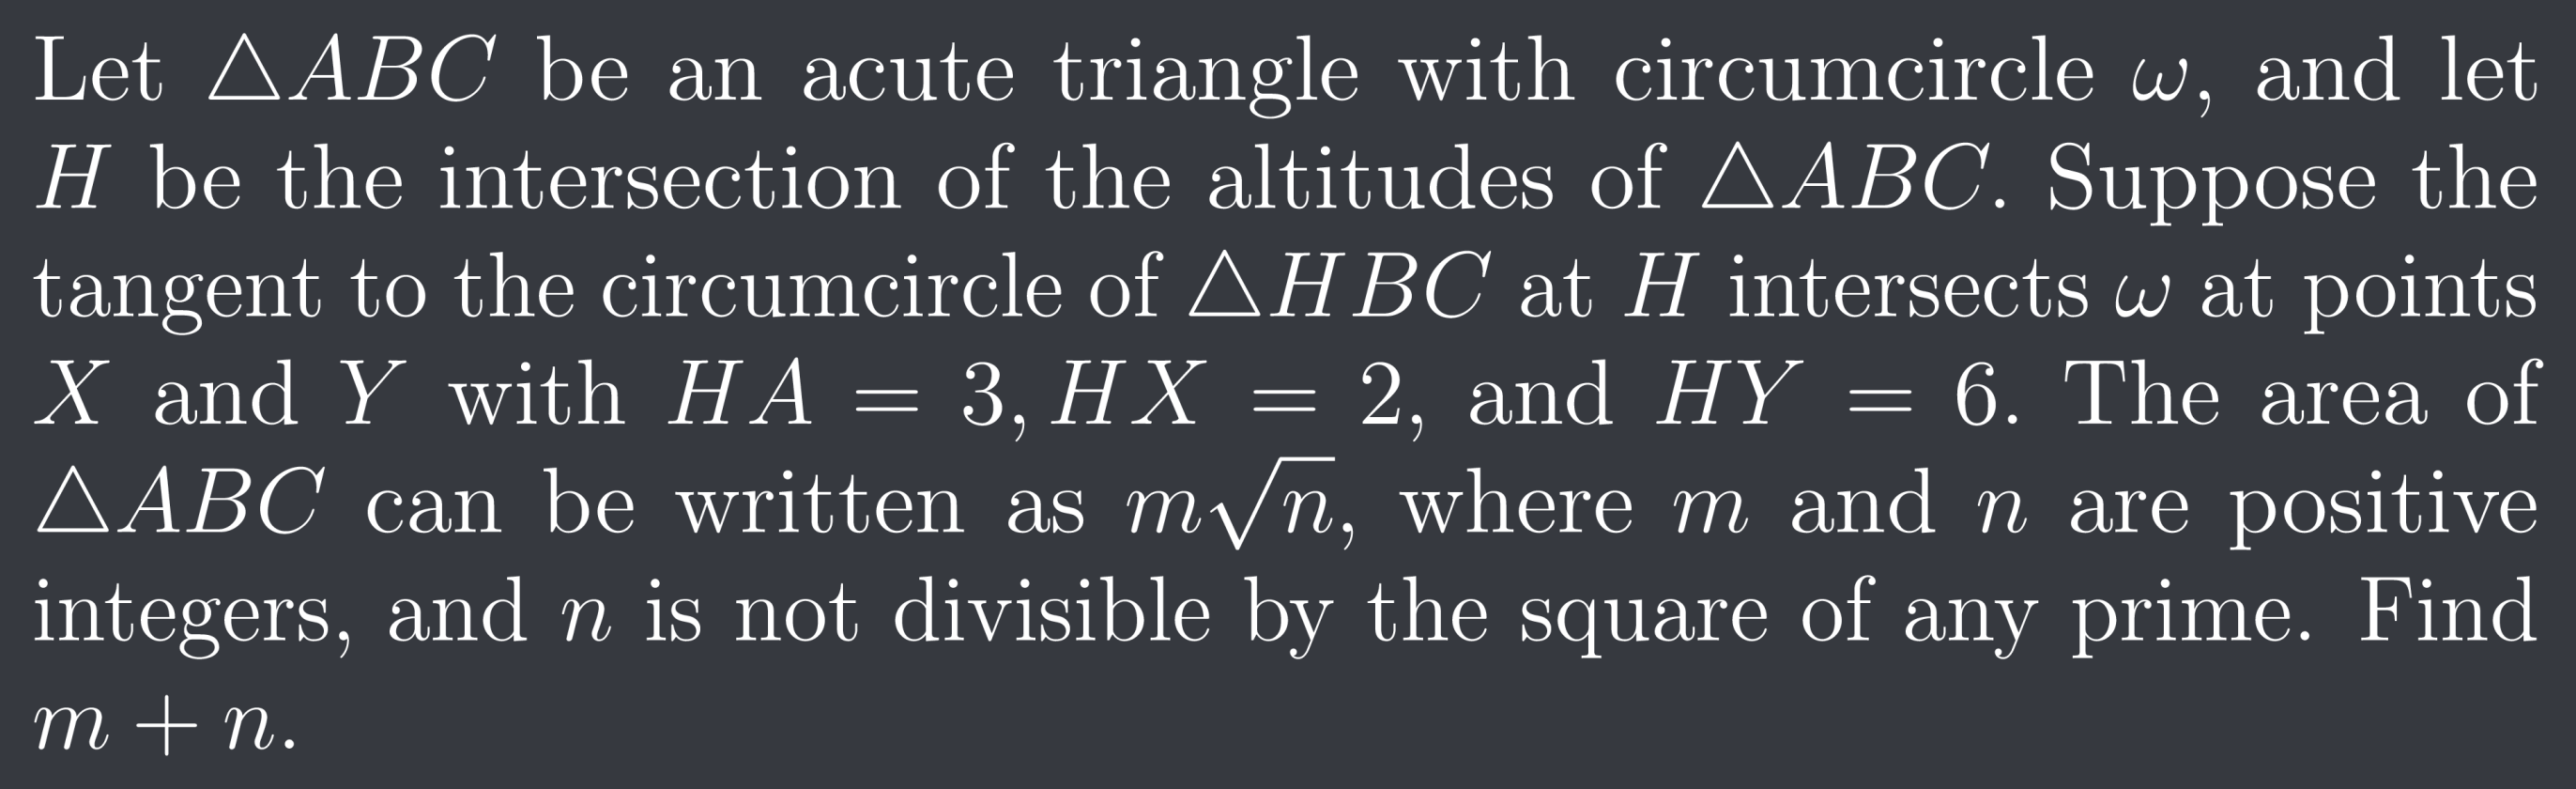 Let △ABC be an acute triangle with circumcircle ω, and let
H be the intersection of the altitudes of △ABC. Suppose the
tangent to the circumcircle of △HBC at H intersects ω at points
X and Y with HA = 3, HX = 2, and HY = 6. The area of
△ABC can be written as m√n, where m and n are positive
integers, and n is not divisible by the square of any prime. Find
m + n.